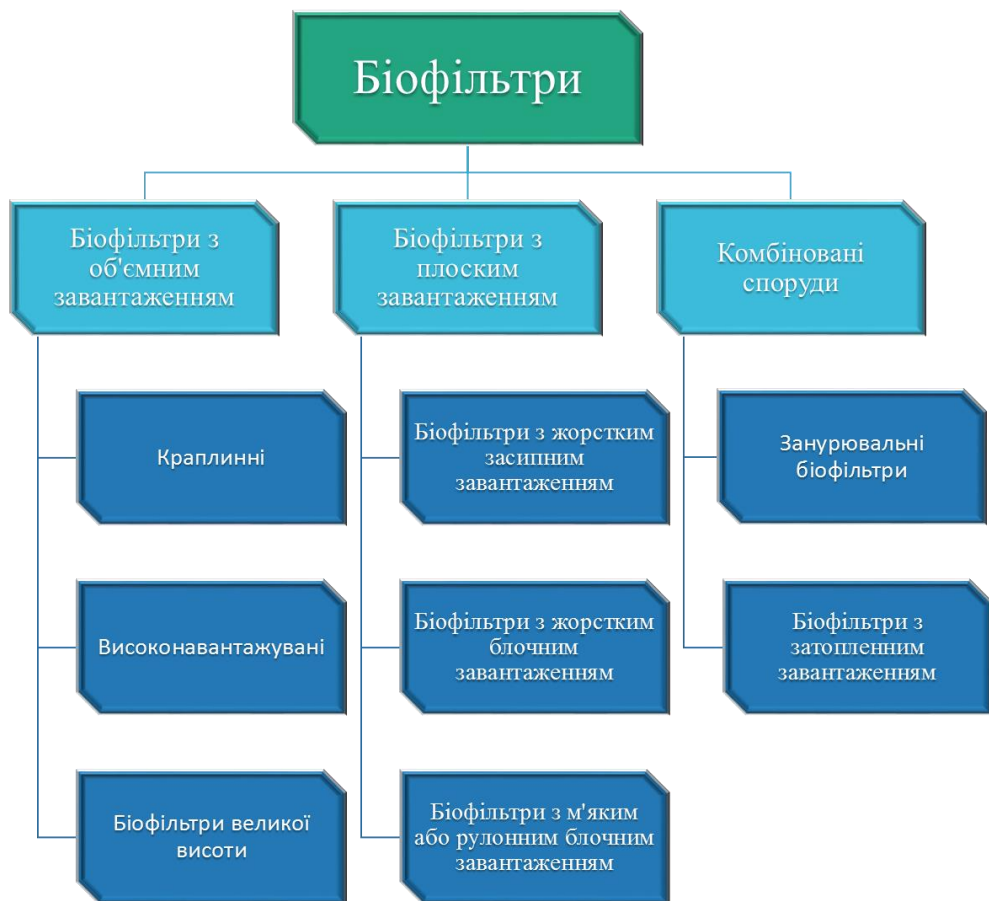 Біофільтри
Біофільтри з
об'ємним
завантаженням
Біофільтри з
плоским
завантаженням
Комбіновані
споруди
Краплинні
Біофільтри з жорстким
засипним
завантаженням
Занурювальні
біофільтри
Високонавантажувані
Біофільтри з жорстким
блочним
завантаженням
Біофільтри з
затопленним
завантаженням
Біофільтри великої
висоти
Біофільтри з м'яким
або рулонним блочним
завантаженням